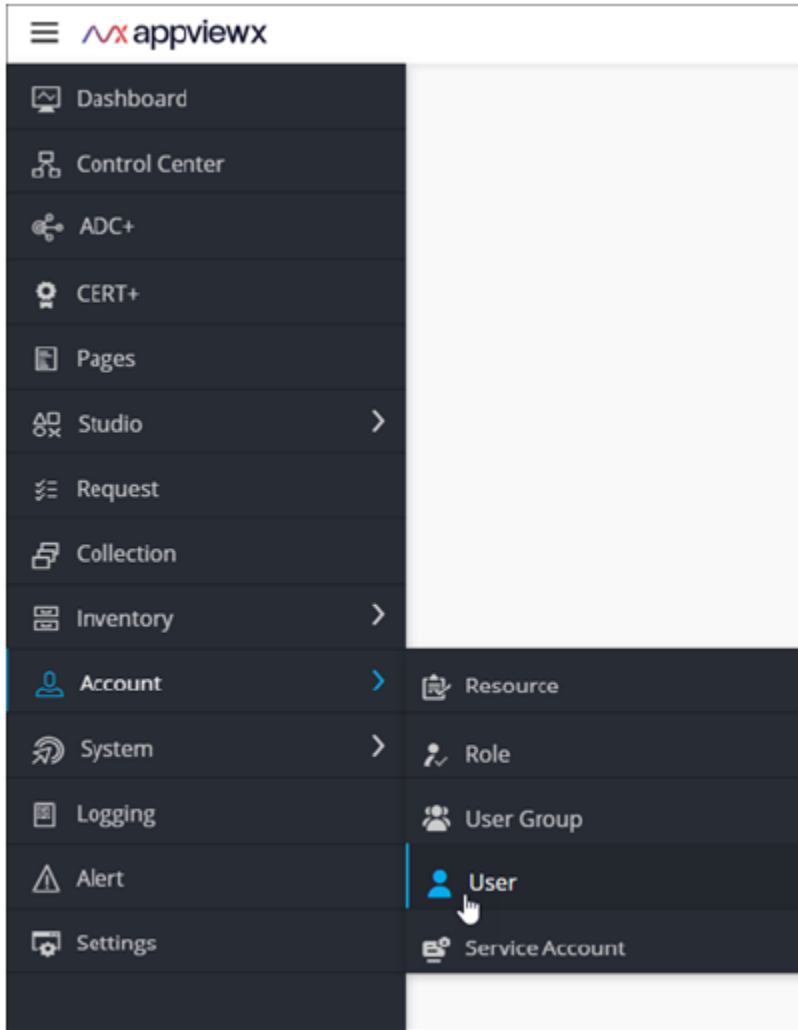 appviewx
Dashboard
Control Center
ADC+
CERT+
Pages
Studio
Request
Collection
Inventory
Account
System
Logging
Alert
Settings
Resource
Role
User Group
User
Service Account